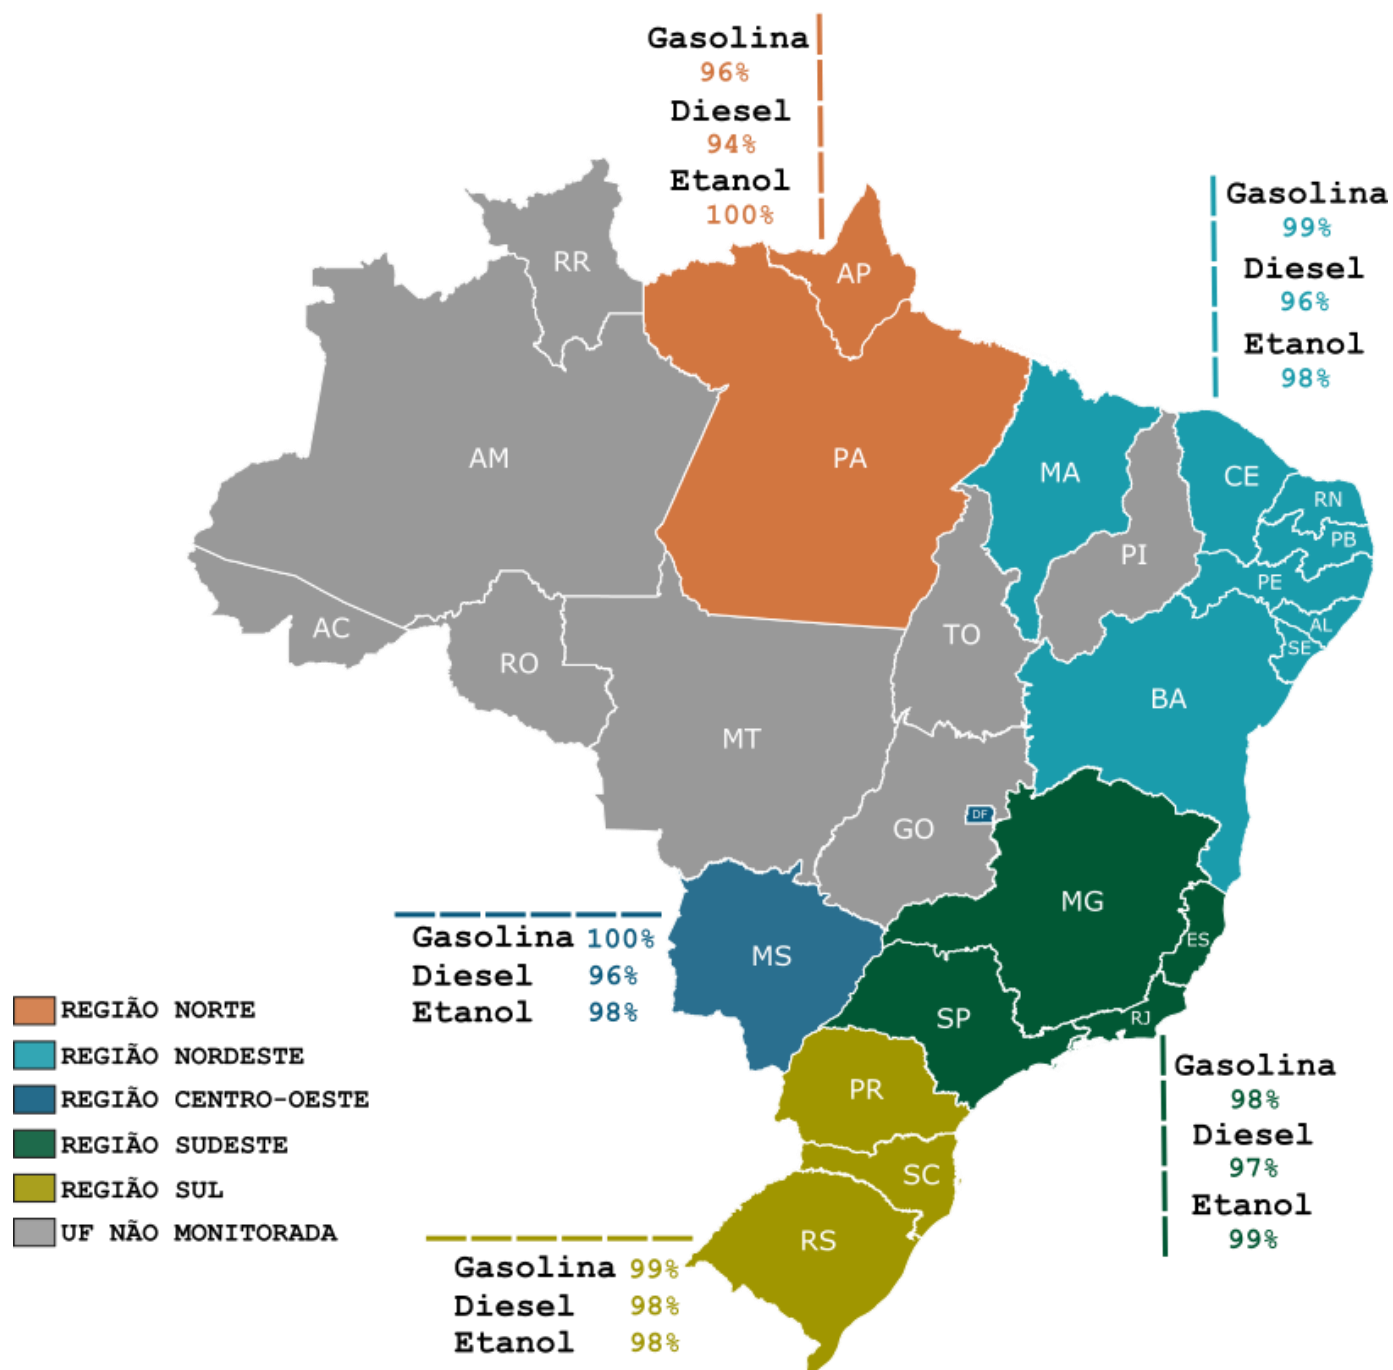 Gasolina
96%
Diesel
94%
Etanol
100%
Gasolina
99%
Diesel
96%
Etanol
98%
RR
AP
AM
PA
MA
CE
RN
PB
PI
PE
AL
SE
AC
RO
TO
BA
MT
GO
DF
MG
ES
MS
SP
RJ
PR
SC
RS
Gasolina 100%
Diesel 96%
Etanol 98%
REGIÃO NORTE
REGIÃO NORDESTE
REGIÃO CENTRO-OESTE
REGIÃO SUDESTE
REGIÃO SUL
UF NÃO MONITORADA
Gasolina
98%
Diesel
97%
Etanol
99%
Gasolina 99%
Diesel 98%
Etanol 98%